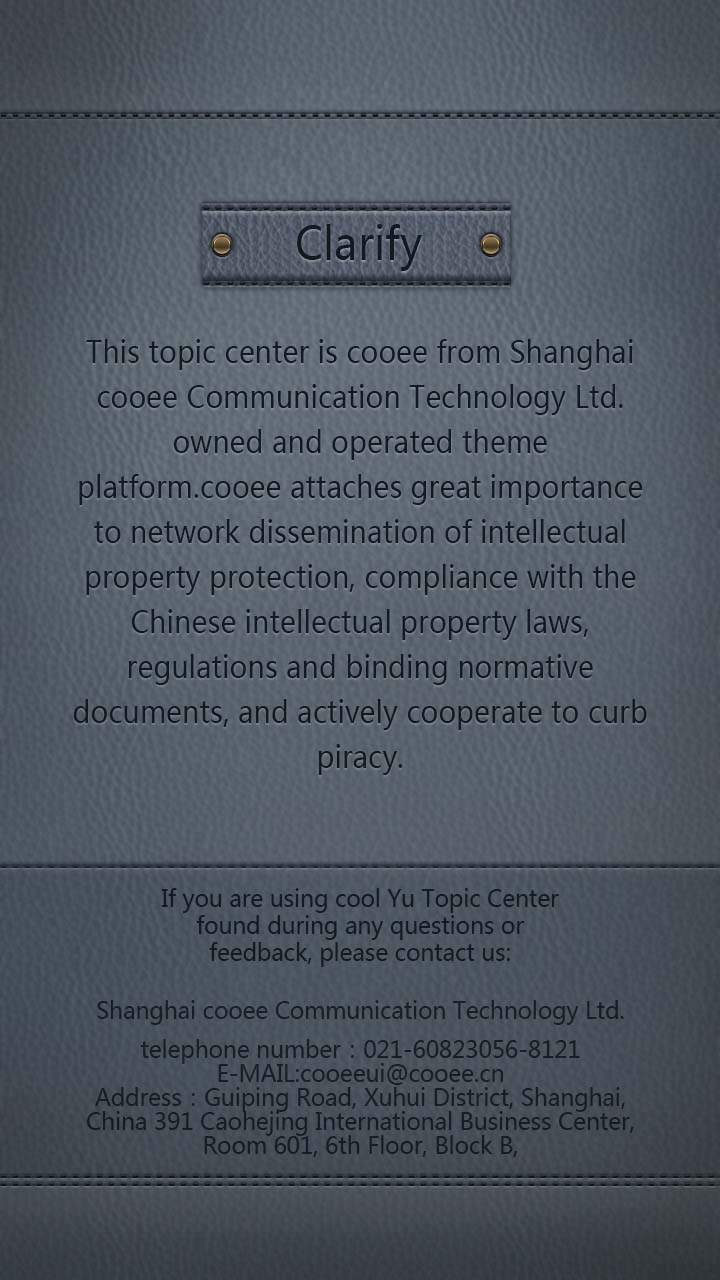 Clarify
This topic center is cooee from Shanghai
cooee Communication Technology Ltd.
owned and operated theme
platform.cooee attaches great importance
to network dissemination of intellectual
property protection, compliance with the
Chinese intellectual property laws,
regulations and binding normative
documents, and actively cooperate to curb
piracy.
If you are using cool Yu Topic Center
found during any questions or
feedback, please contact us:
Shanghai cooee Communication Technology Ltd.
telephone number：021-60823056-8121
E-MAIL:cooeeui@cooee.cn
Address：Guiping Road, Xuhui District, Shanghai,
China 391 Caohejing International Business Center,
Room 601, 6th Floor, Block B,